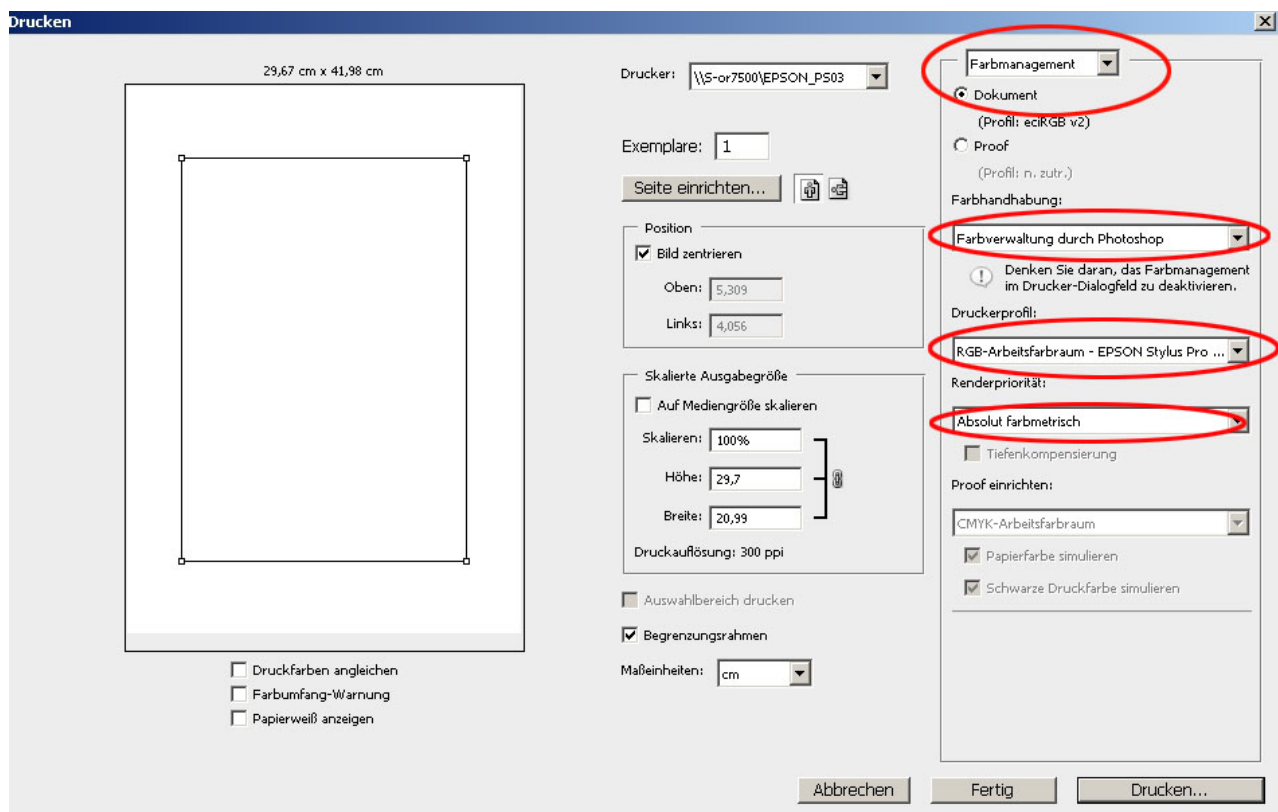 Drucken
29,67 cm x 41,98 cm
Druckfarben angleichen
Farbumfang-Warnung
Papierweiß anzeigen
Drucker: \\S-or7500\EPSON_PS03
Exemplare: 1
Seite einrichten...
Position
Bild zentrieren
Oben: 5,309
Links: 4,056
Skalierte Ausgabegröße
Auf Mediengröße skalieren
Skalieren: 100%
Höhe: 29,7
Breite: 20,99
Druckauflösung: 300 ppi
Auswahlbereich drucken
Begrenzungsrahmen
Maßeinheiten: cm
Farbmanagement
Dokument
(Profil: eciRGB v2)
Proof
(Profil: n. zutr.)
Farbhandhabung:
Farbverwaltung durch Photoshop
Denken Sie daran, das Farbmanagement
im Drucker-Dialogfeld zu deaktivieren.
Druckerprofil:
RGB-Arbeitsfarbraum - EPSON Stylus Pro ...
Renderpriorität:
Absolut farbmetrisch
Tiefenkompensierung
Proof einrichten:
CMYK-Arbeitsfarbraum
Papierfarbe simulieren
Schwarze Druckfarbe simulieren
Abbrechen
Fertig
Drucken...